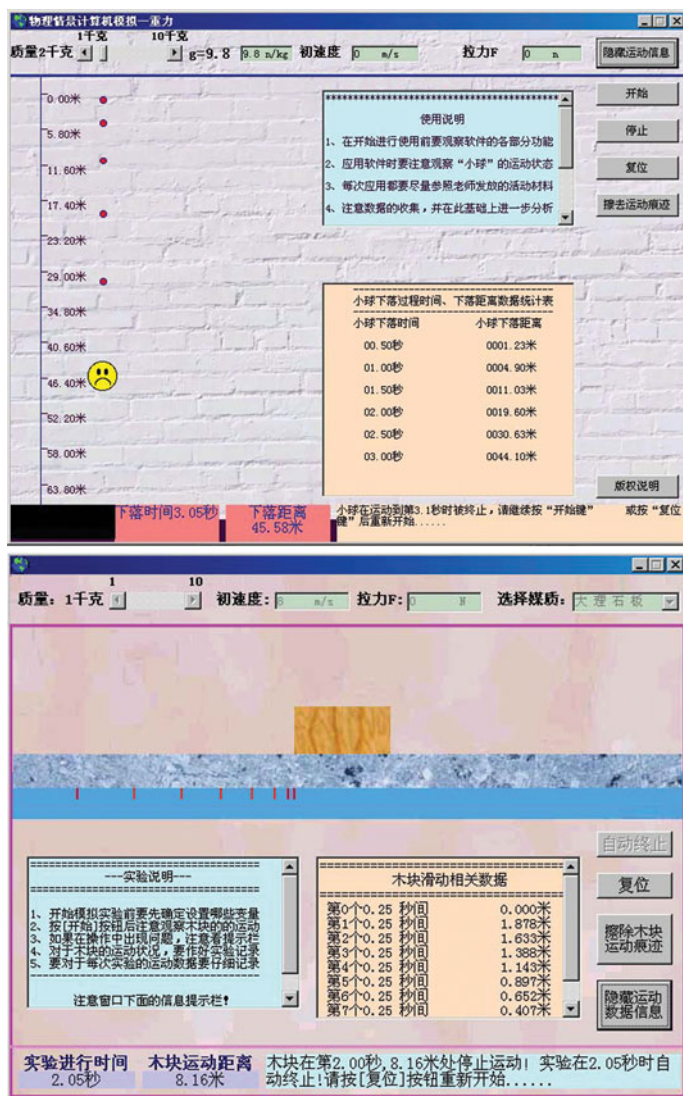 物理情景计算机模拟—重力
1千克 10千克
质量2千克 g=9.8 9.8 n/kg 初速度 0 m/s 拉力F 0 n 隐藏运动信息
0.00米
5.80米
11.60米
17.40米
23.20米
29.00米
34.80米
40.60米
46.40米
52.20米
58.00米
63.80米
使用说明
1、在开始进行使用前要观察软件的各部分功能
2、应用软件时要注意观察“小球”的运动状态
3、每次应用都要尽量参照老师发放的活动材料
4、注意数据的收集，并在此基础上进一步分析
开始
停止
复位
擦去运动痕迹
小球下落过程时间、下落距离数据统计表
小球下落时间 小球下落距离
00.50秒 0001.23米
01.00秒 0004.90米
01.50秒 0011.03米
02.00秒 0019.60米
02.50秒 0030.63米
03.00秒 0044.10米
版权说明
下落时间3.05秒 下落距离
45.58米
小球在运动到第3.1秒时被终止，请继续按“开始键” 或按“复位
键”后重新开始......
1 10
质量：1千克 初速度：8 m/s 拉力F：0 N 选择媒质：大理石板
====================================
---实验说明---
====================================
1、开始模拟实验前要先确定设置哪些变量
2、按[开始]按钮后注意观察木块的的运动
3、如果在操作中出现问题，注意看提示栏
4、对于木块的运动状况，要作好实验记录
5、要对于每次实验的运动数据要仔细记录
注意窗口下面的信息提示栏！
木块滑动相关数据
第0个0.25 秒间 0.000米
第1个0.25 秒间 1.878米
第2个0.25 秒间 1.633米
第3个0.25 秒间 1.388米
第4个0.25 秒间 1.143米
第5个0.25 秒间 0.897米
第6个0.25 秒间 0.652米
第7个0.25 秒间 0.407米
自动终止
复位
擦除木块
运动痕迹
隐藏运动
数据信息
实验进行时间 木块运动距离
2.05秒 8.16米
木块在第2.00秒,8.16米处停止运动！实验在2.05秒时自
动终止!请按[复位]按钮重新开始......